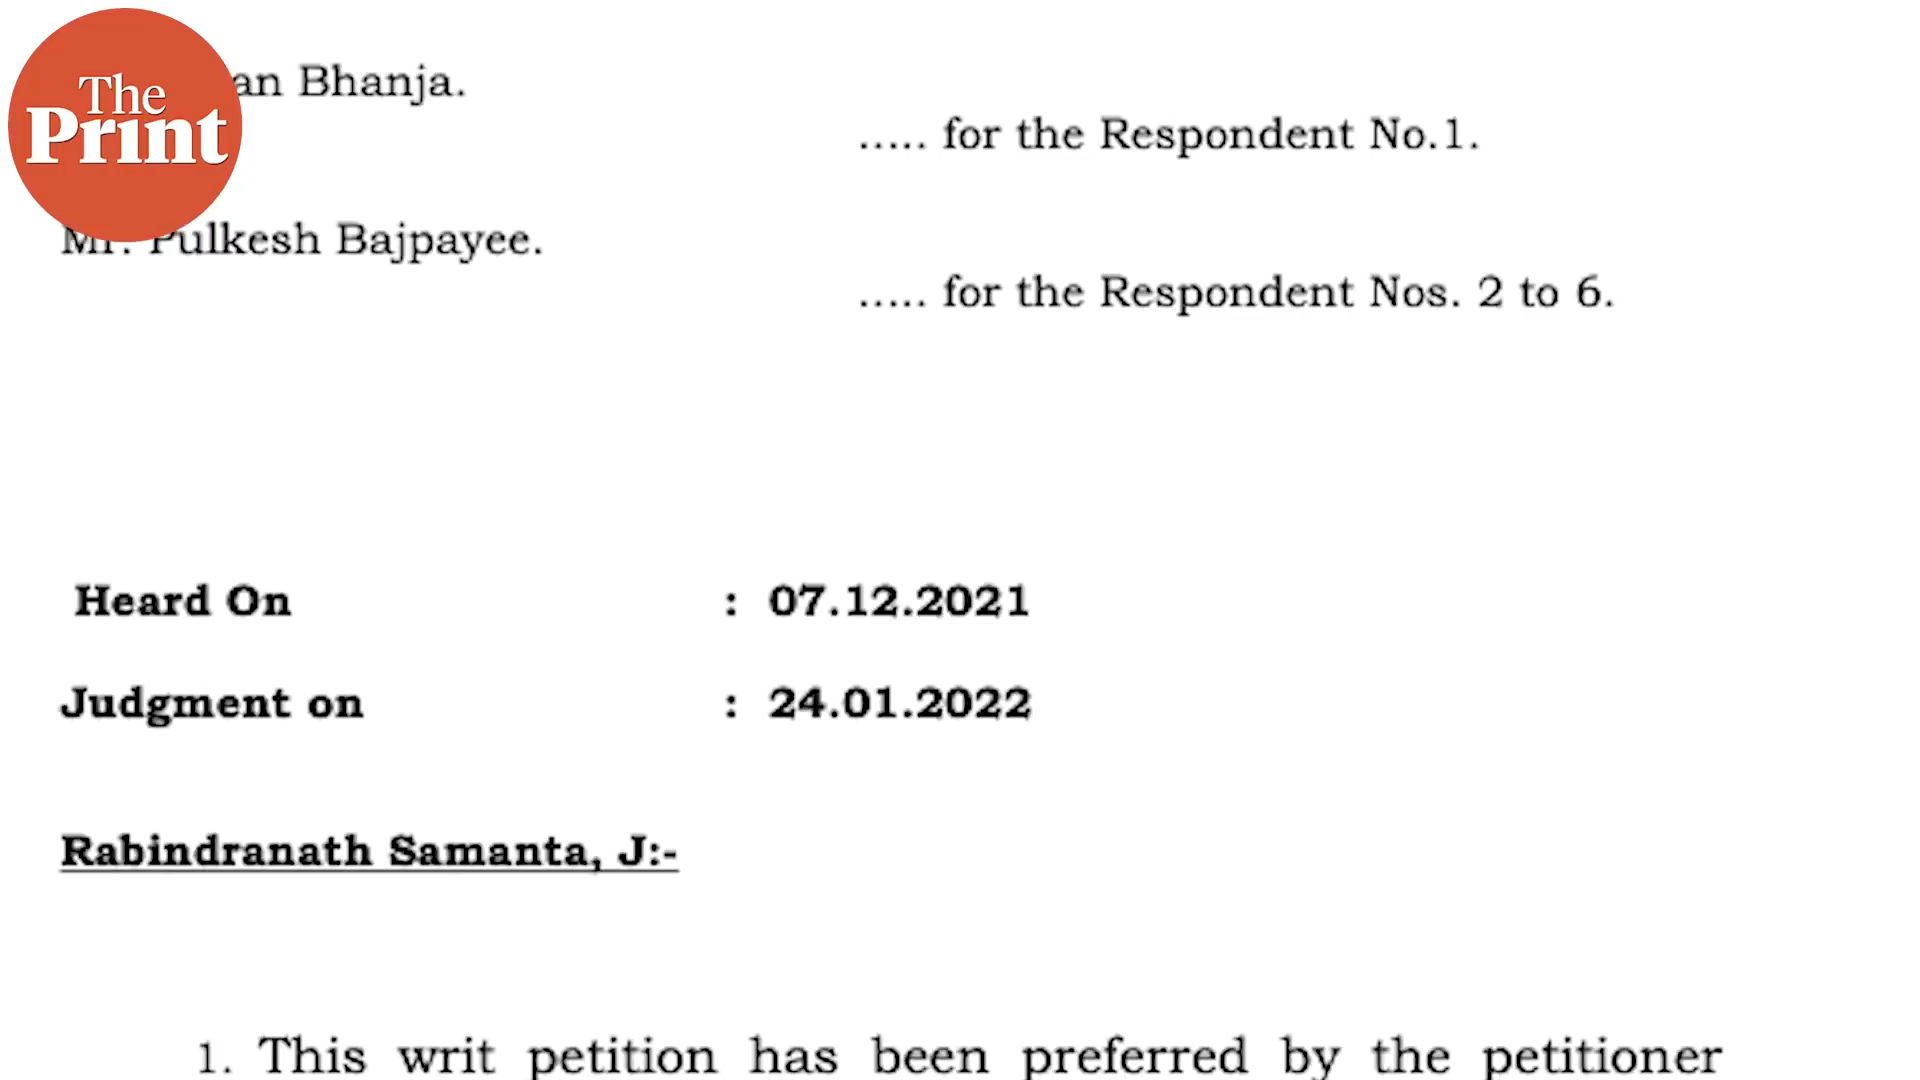 The
Print
Bhanja.
..... for the Respondent No.1.
Mr. Pulkesh Bajpayee.
..... for the Respondent Nos. 2 to 6.
Heard On : 07.12.2021
Judgment on : 24.01.2022
Rabindranath Samanta, J:-
1. This writ petition has been preferred by the petitioner